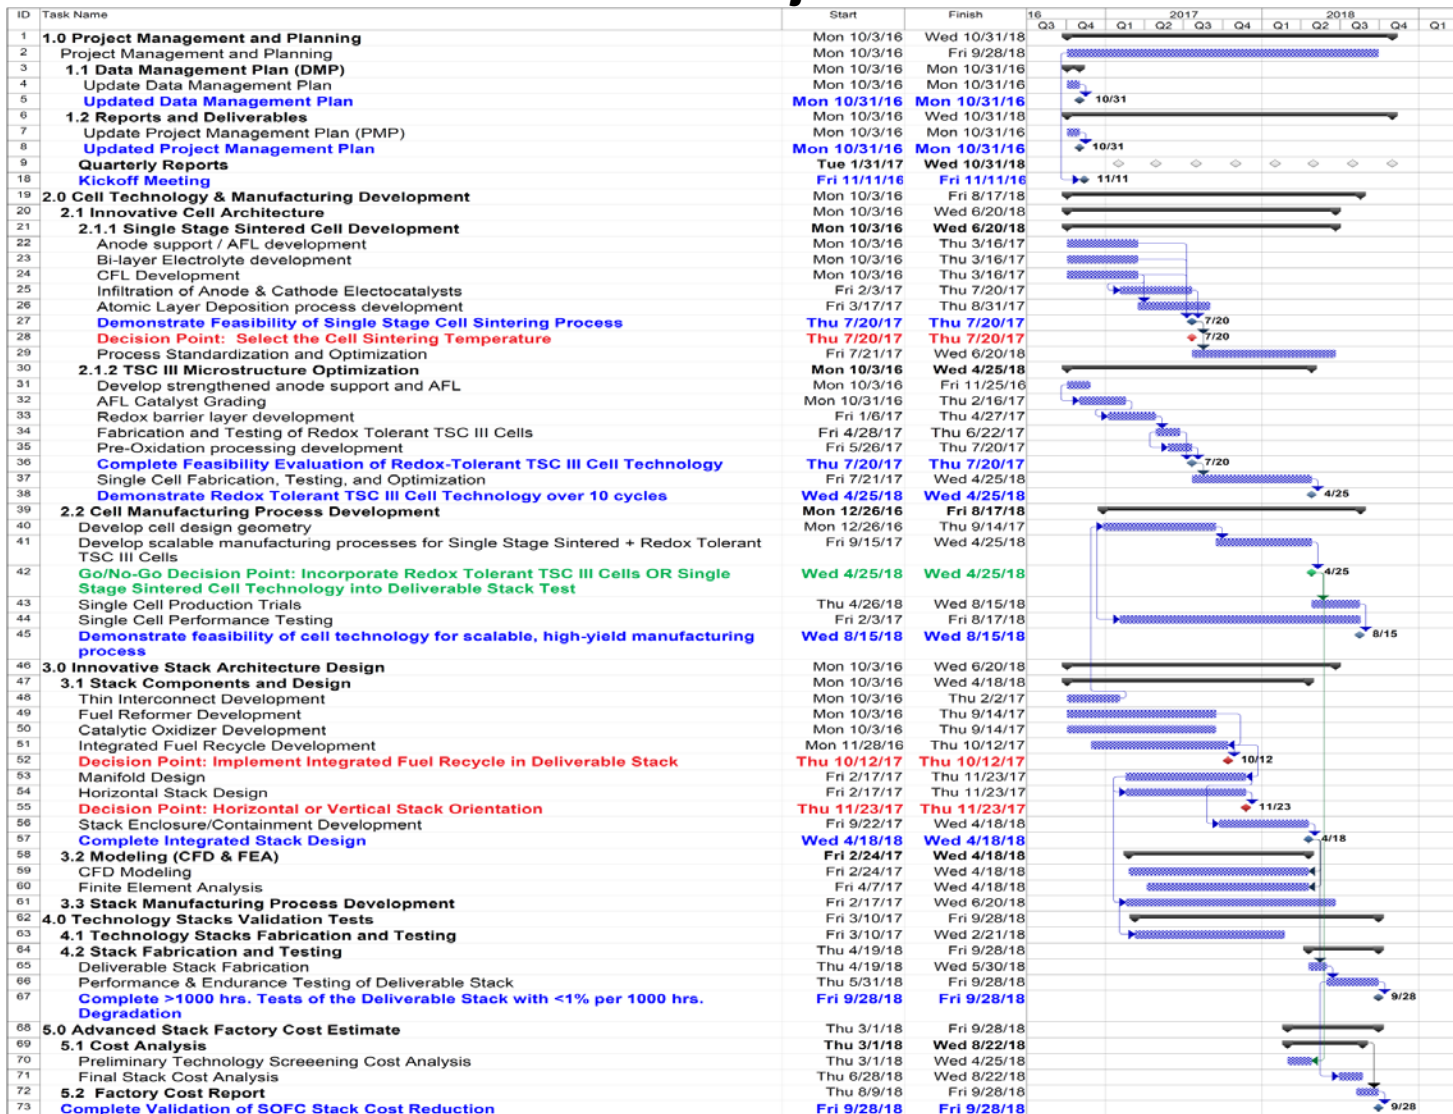 ID Task Name Start Finish 16 2017 2018
Q3 Q4 Q1 Q2 Q3 Q4 Q1 Q2 Q3 Q4 Q1
1 1.0 Project Management and Planning Mon 10/3/16 Wed 10/31/18
2 Project Management and Planning Mon 10/3/16 Fri 9/28/18
3 1.1 Data Management Plan (DMP) Mon 10/3/16 Mon 10/31/16
4 Update Data Management Plan Mon 10/3/16 Mon 10/31/16
5 Updated Data Management Plan Mon 10/31/16 Mon 10/31/16 10/31
6 1.2 Reports and Deliverables Mon 10/3/16 Wed 10/31/18
7 Update Project Management Plan (PMP) Mon 10/3/16 Mon 10/31/16
8 Updated Project Management Plan Mon 10/31/16 Mon 10/31/16 10/31
9 Quarterly Reports Tue 1/31/17 Wed 10/31/18
18 Kickoff Meeting Fri 11/11/16 Fri 11/11/16 11/11
19 2.0 Cell Technology & Manufacturing Development Mon 10/3/16 Fri 8/17/18
20 2.1 Innovative Cell Architecture Mon 10/3/16 Wed 6/20/18
21 2.1.1 Single Stage Sintered Cell Development Mon 10/3/16 Wed 6/20/18
22 Anode support / AFL development Mon 10/3/16 Thu 3/16/17
23 Bi-layer Electrolyte development Mon 10/3/16 Thu 3/16/17
24 CFL Development Mon 10/3/16 Thu 3/16/17
25 Infiltration of Anode & Cathode Electocatalysts Fri 2/3/17 Thu 7/20/17
26 Atomic Layer Deposition process development Fri 3/17/17 Thu 8/31/17
27 Demonstrate Feasibility of Single Stage Cell Sintering Process Thu 7/20/17 Thu 7/20/17 7/20
28 Decision Point: Select the Cell Sintering Temperature Thu 7/20/17 Thu 7/20/17 7/20
29 Process Standardization and Optimization Fri 7/21/17 Wed 6/20/18
30 2.1.2 TSC III Microstructure Optimization Mon 10/3/16 Wed 4/25/18
31 Develop strengthened anode support and AFL Mon 10/3/16 Fri 11/25/16
32 AFL Catalyst Grading Mon 10/31/16 Thu 2/16/17
33 Redox barrier layer development Fri 1/6/17 Thu 4/27/17
34 Fabrication and Testing of Redox Tolerant TSC III Cells Fri 4/28/17 Thu 6/22/17
35 Pre-Oxidation processing development Fri 5/26/17 Thu 7/20/17
36 Complete Feasibility Evaluation of Redox-Tolerant TSC III Cell Technology Thu 7/20/17 Thu 7/20/17 7/20
37 Single Cell Fabrication, Testing, and Optimization Fri 7/21/17 Wed 4/25/18
38 Demonstrate Redox Tolerant TSC III Cell Technology over 10 cycles Wed 4/25/18 Wed 4/25/18 4/25
39 2.2 Cell Manufacturing Process Development Mon 12/26/16 Fri 8/17/18
40 Develop cell design geometry Mon 12/26/16 Thu 9/14/17
41 Develop scalable manufacturing processes for Single Stage Sintered + Redox Tolerant Fri 9/15/17 Wed 4/25/18
TSC III Cells
42 Go/No-Go Decision Point: Incorporate Redox Tolerant TSC III Cells OR Single Wed 4/25/18 Wed 4/25/18 4/25
Stage Sintered Cell Technology into Deliverable Stack Test
43 Single Cell Production Trials Thu 4/26/18 Wed 8/15/18
44 Single Cell Performance Testing Fri 2/3/17 Fri 8/17/18
45 Demonstrate feasibility of cell technology for scalable, high-yield manufacturing Wed 8/15/18 Wed 8/15/18 8/15
process
46 3.0 Innovative Stack Architecture Design Mon 10/3/16 Wed 6/20/18
47 3.1 Stack Components and Design Mon 10/3/16 Wed 4/18/18
48 Thin Interconnect Development Mon 10/3/16 Thu 2/2/17
49 Fuel Reformer Development Mon 10/3/16 Thu 9/14/17
50 Catalytic Oxidizer Development Mon 10/3/16 Thu 9/14/17
51 Integrated Fuel Recycle Development Mon 11/28/16 Thu 10/12/17
52 Decision Point: Implement Integrated Fuel Recycle in Deliverable Stack Thu 10/12/17 Thu 10/12/17 10/12
53 Manifold Design Fri 2/17/17 Thu 11/23/17
54 Horizontal Stack Design Fri 2/17/17 Thu 11/23/17
55 Decision Point: Horizontal or Vertical Stack Orientation Thu 11/23/17 Thu 11/23/17 11/23
56 Stack Enclosure/Containment Development Fri 9/22/17 Wed 4/18/18
57 Complete Integrated Stack Design Wed 4/18/18 Wed 4/18/18 4/18
58 3.2 Modeling (CFD & FEA) Fri 2/24/17 Wed 4/18/18
59 CFD Modeling Fri 2/24/17 Wed 4/18/18
60 Finite Element Analysis Fri 4/7/17 Wed 4/18/18
61 3.3 Stack Manufacturing Process Development Fri 2/17/17 Wed 6/20/18
62 4.0 Technology Stacks Validation Tests Fri 3/10/17 Fri 9/28/18
63 4.1 Technology Stacks Fabrication and Testing Fri 3/10/17 Wed 2/21/18
64 4.2 Stack Fabrication and Testing Thu 4/19/18 Fri 9/28/18
65 Deliverable Stack Fabrication Thu 4/19/18 Wed 5/30/18
66 Performance & Endurance Testing of Deliverable Stack Thu 5/31/18 Fri 9/28/18
67 Complete >1000 hrs. Tests of the Deliverable Stack with <1% per 1000 hrs. Fri 9/28/18 Fri 9/28/18 9/28
Degradation
68 5.0 Advanced Stack Factory Cost Estimate Thu 3/1/18 Fri 9/28/18
69 5.1 Cost Analysis Thu 3/1/18 Wed 8/22/18
70 Preliminary Technology Screeening Cost Analysis Thu 3/1/18 Wed 4/25/18
71 Final Stack Cost Analysis Thu 6/28/18 Wed 8/22/18
72 5.2 Factory Cost Report Thu 8/9/18 Fri 9/28/18
73 Complete Validation of SOFC Stack Cost Reduction Fri 9/28/18 Fri 9/28/18 9/28